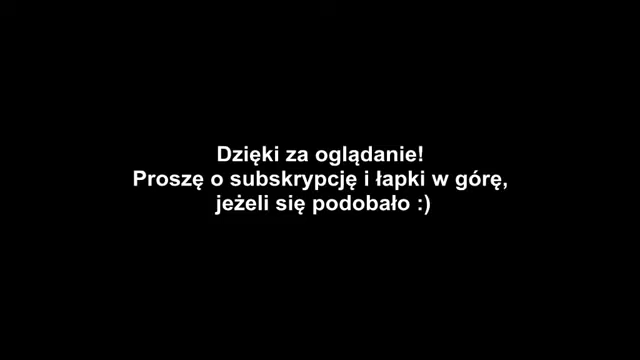 Dzięki za oglądanie!
Proszę o subskrypcję i łapki w górę,
jeżeli się podobało :)